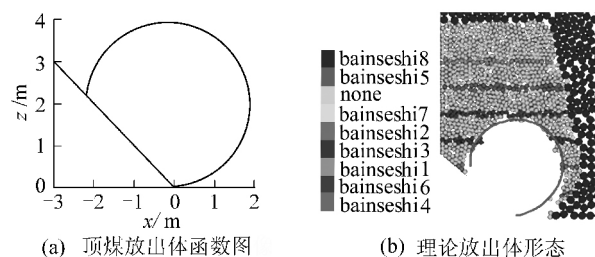 4
3
2
1
0
z/m
-3 -2 -1 0 1 2
x/m
(a) 顶煤放出体函数图
bainseshi8
bainseshi5
none
bainseshi7
bainseshi2
bainseshi3
bainseshi1
bainseshi6
bainseshi4
(b) 理论放出体形态